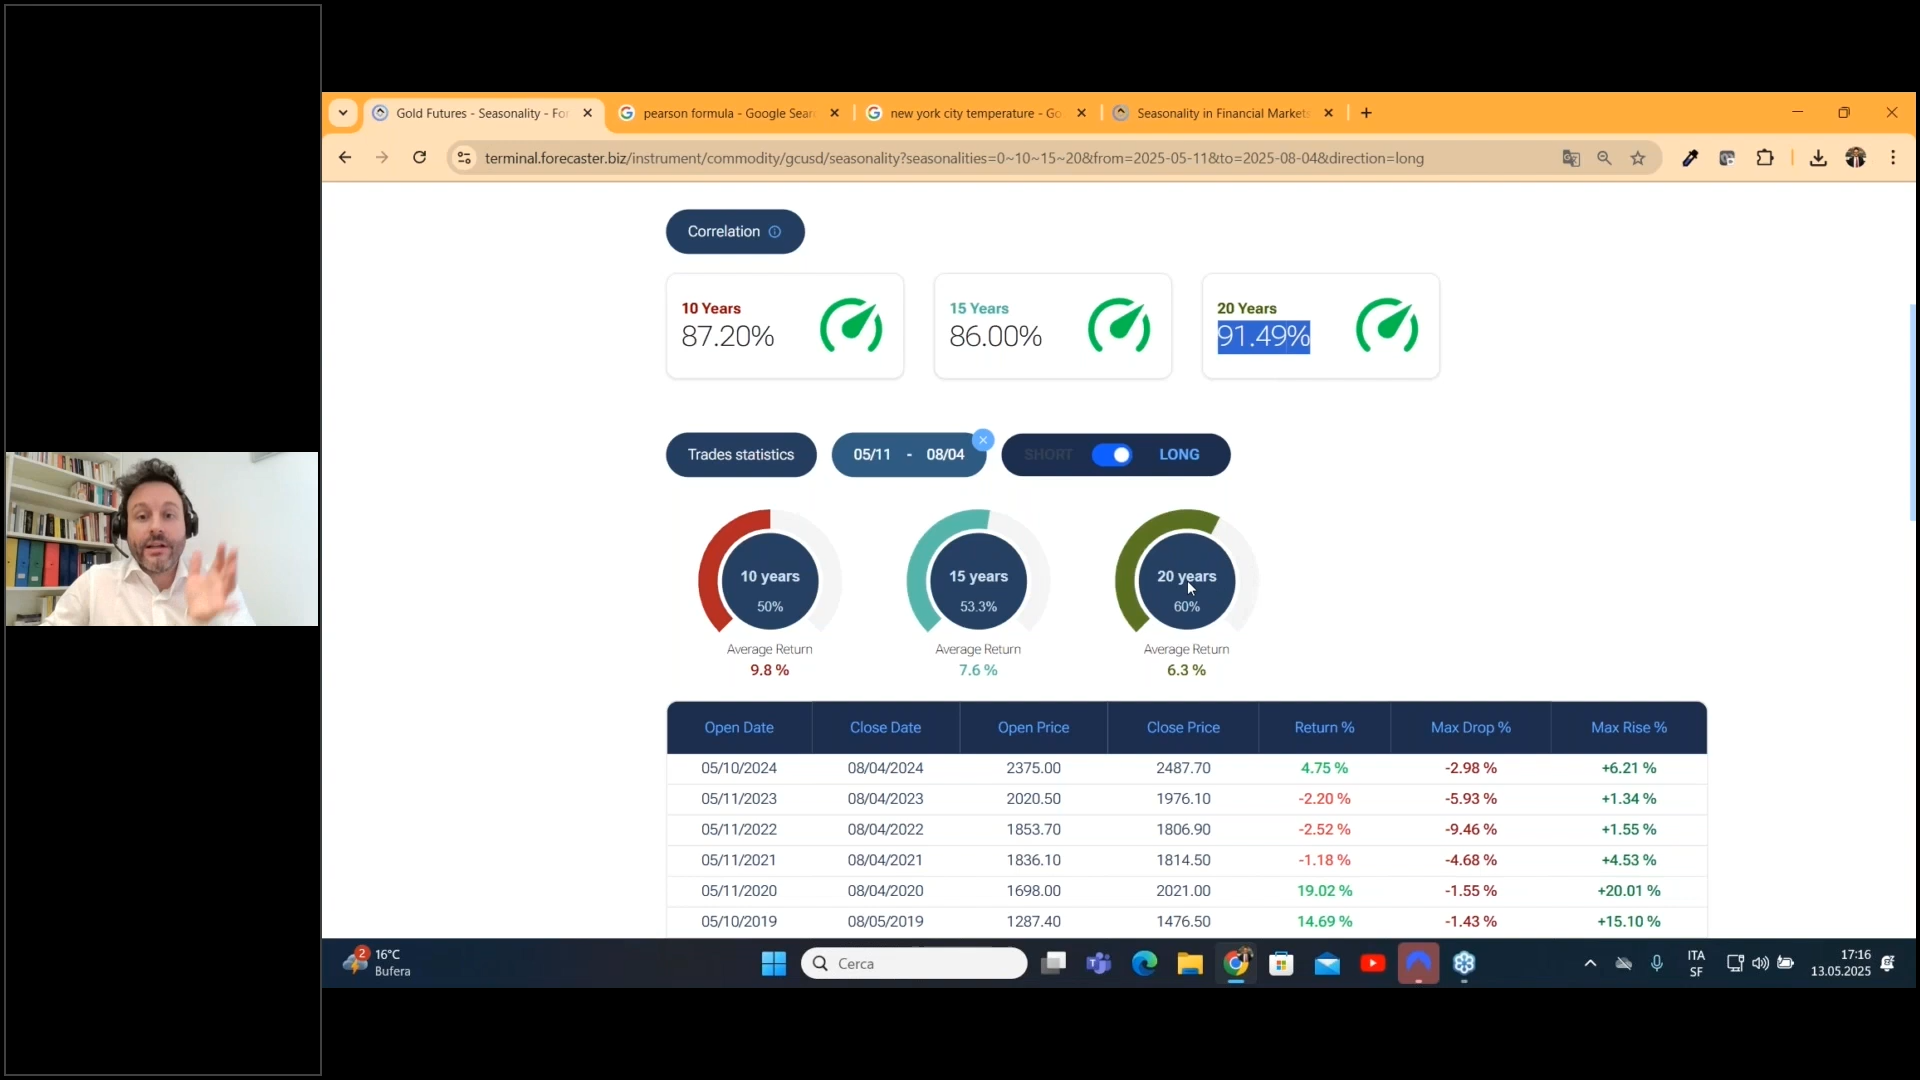 Gold Futures - Seasonality - For
pearson formula - Google Sear
new york city temperature - Go
Seasonality in Financial Markets
terminal.forecaster.biz/instrument/commodity/gcusd/seasonality?seasonalities=0~10~15~20&from=2025-05-11&to=2025-08-04&direction=long
Correlation
10 Years
87.20%
15 Years
86.00%
20 Years
91.49%
Trades statistics
05/11 - 08/04
SHORT
LONG
10 years
50%
Average Return
9.8 %
15 years
53.3%
Average Return
7.6 %
20 years
60%
Average Return
6.3 %
Open Date Close Date Open Price Close Price Return % Max Drop % Max Rise %
05/10/2024 08/04/2024 2375.00 2487.70 4.75 % -2.98 % +6.21 %
05/11/2023 08/04/2023 2020.50 1976.10 -2.20 % -5.93 % +1.34 %
05/11/2022 08/04/2022 1853.70 1806.90 -2.52 % -9.46 % +1.55 %
05/11/2021 08/04/2021 1836.10 1814.50 -1.18 % -4.68 % +4.53 %
05/11/2020 08/04/2020 1698.00 2021.00 19.02 % -1.55 % +20.01 %
05/10/2019 08/05/2019 1287.40 1476.50 14.69 % -1.43 % +15.10 %
2
16°C
Bufera
Cerca
ITA
SF
17:16
13.05.2025